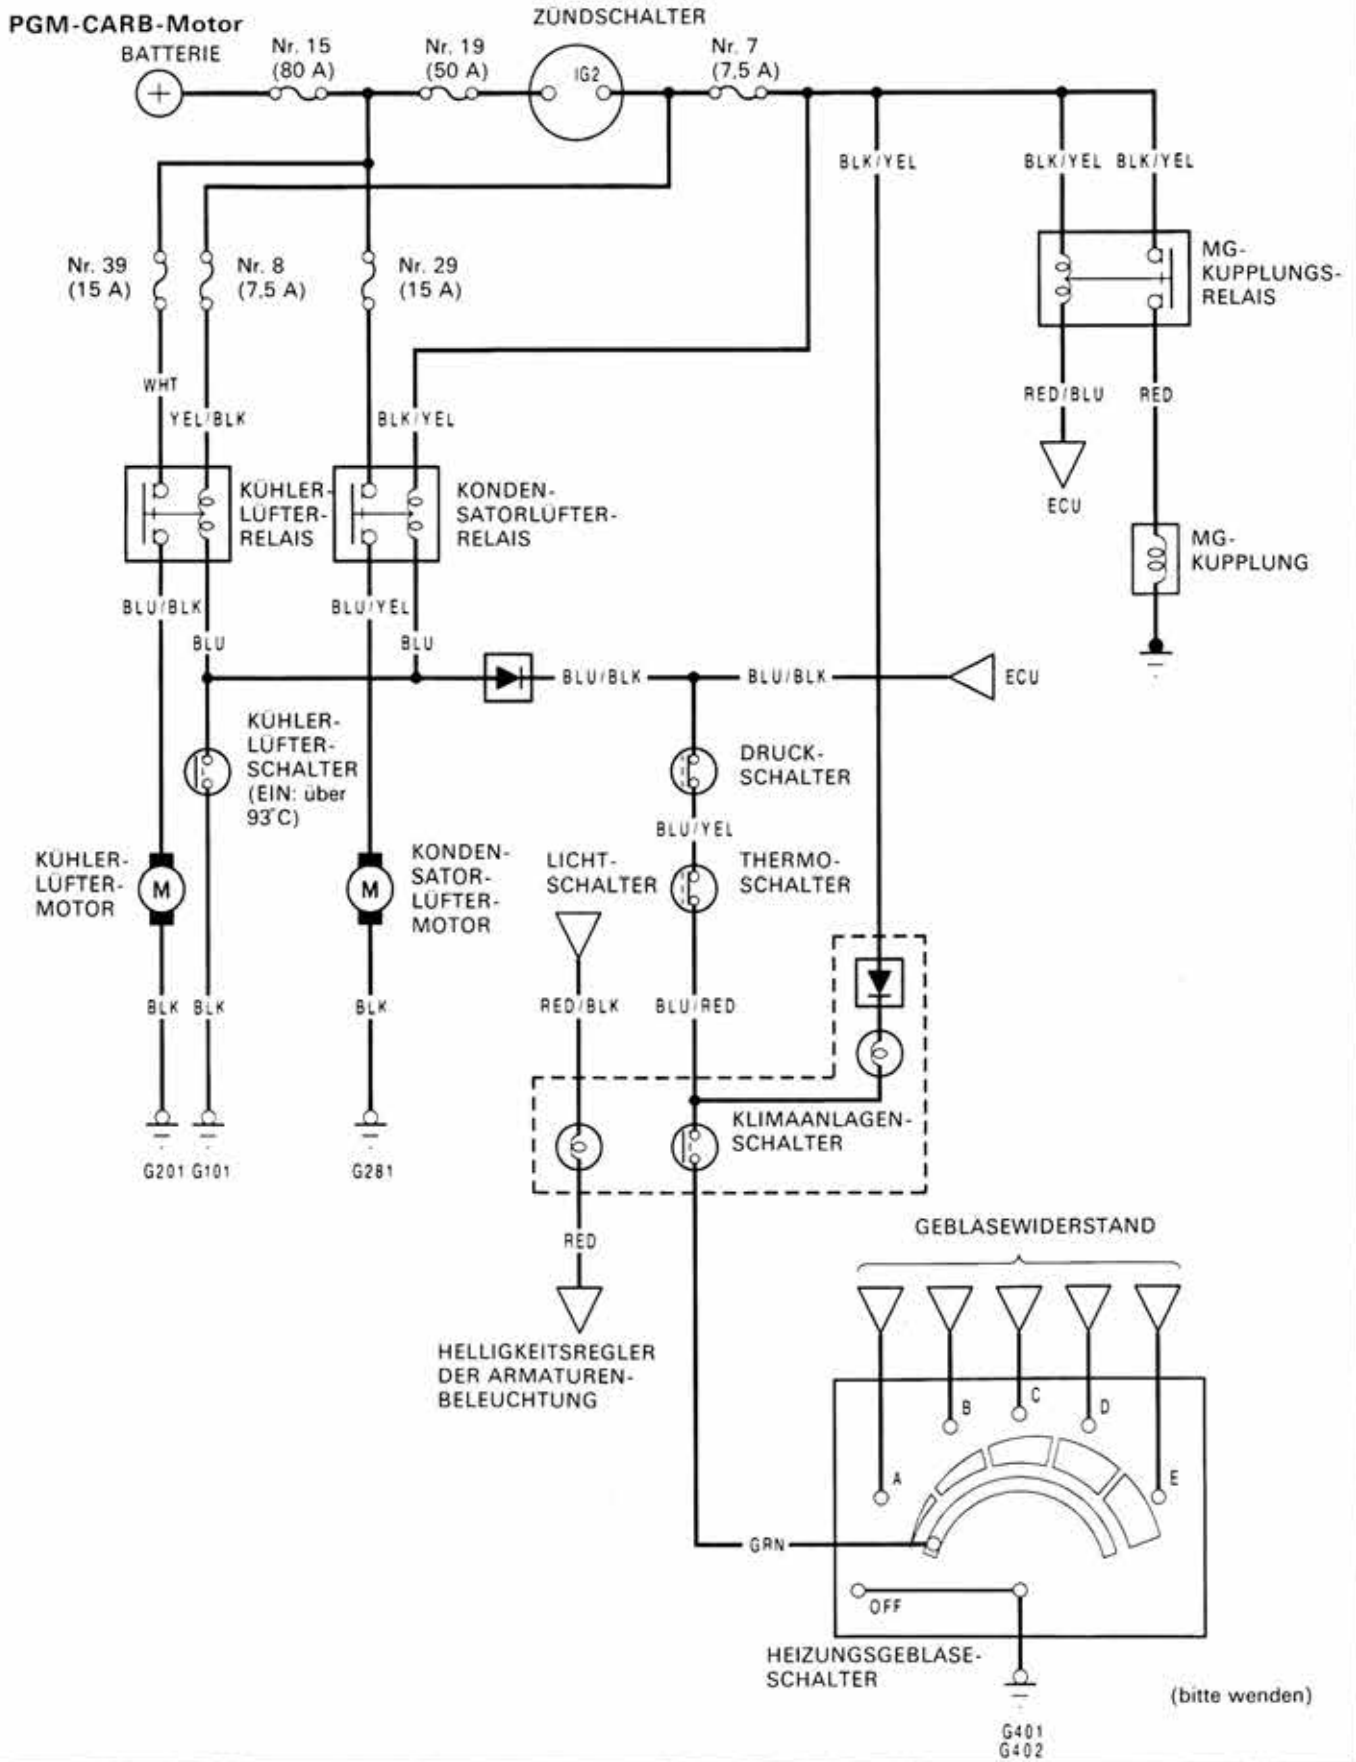 PGM-CARB-Motor
BATTERIE
Nr. 15
(80 A)
Nr. 19
(50 A)
ZÜNDSCHALTER
IG2
Nr. 7
(7,5 A)
BLK/YEL
BLK/YEL
BLK/YEL
Nr. 39
(15 A)
Nr. 8
(7,5 A)
Nr. 29
(15 A)
MG-
KUPPLUNGS-
RELAIS
WHT
YEL/BLK
BLK/YEL
RED/BLU
RED
ECU
KÜHLER-
LÜFTER-
RELAIS
KONDEN-
SATORLÜFTER-
RELAIS
MG-
KUPPLUNG
BLU/BLK
BLU
BLU/YEL
BLU
BLU/BLK
BLU/BLK
ECU
KÜHLER-
LÜFTER-
SCHALTER
(EIN: über
93°C)
DRUCK-
SCHALTER
BLU/YEL
KÜHLER-
LÜFTER-
MOTOR
M
M
KONDEN-
SATOR-
LÜFTER-
MOTOR
LICHT-
SCHALTER
THERMO-
SCHALTER
BLK
BLK
BLK
RED/BLK
BLU/RED
KLIMAANLAGEN-
SCHALTER
G201
G101
G281
RED
HELLIGKEITSREGLER
DER ARMATUREN-
BELEUCHTUNG
GEBLASEWIDERSTAND
A
B
C
D
E
GRN
OFF
HEIZUNGSGEBLASE-
SCHALTER
G401
G402
(bitte wenden)